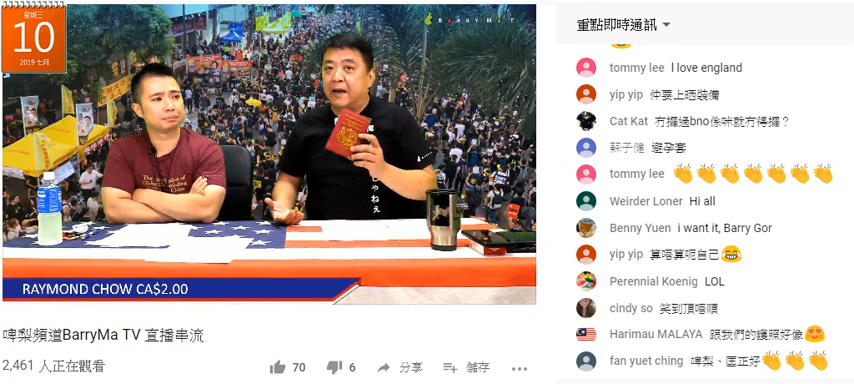 星期三
10
2019 七月
BARRYMAT
RAYMOND CHOW CA$2.00
啤梨頻道BarryMa TV 直播串流
2,461 人正在觀看
70
6
分享
儲存
重點即時通訊
tommy lee I love england
yip yip 仲要上晒裝備
Cat Kat 冇攞過bno係咪就冇得攞？
蘇子健 避孕套
tommy lee 👏👏👏👏👏👏👏
Weirder Loner Hi all
Benny Yuen i want it, Barry Gor
yip yip 算唔算呃自己😂
Perennial Koenig LOL
cindy so 笑到頂唔順
Harimau MALAYA 跟我們的護照好像😍
fan yuet ching 啤梨、匡正好👏👏👏